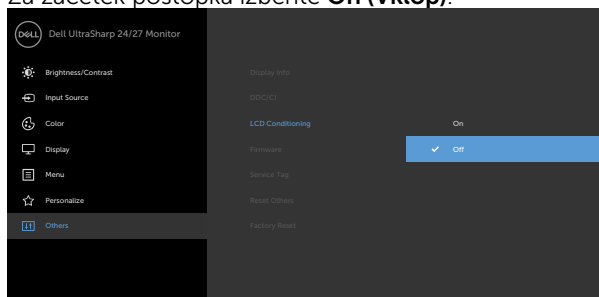 Za začetek postopka izberite On (Vklop).
DELL Dell UltraSharp 24/27 Monitor
Brightness/Contrast Display Info
Input Source DDC/CI
Color LCD Conditioning On
Display Firmware Off
Menu Service Tag
Personalize Reset Others
Others Factory Reset